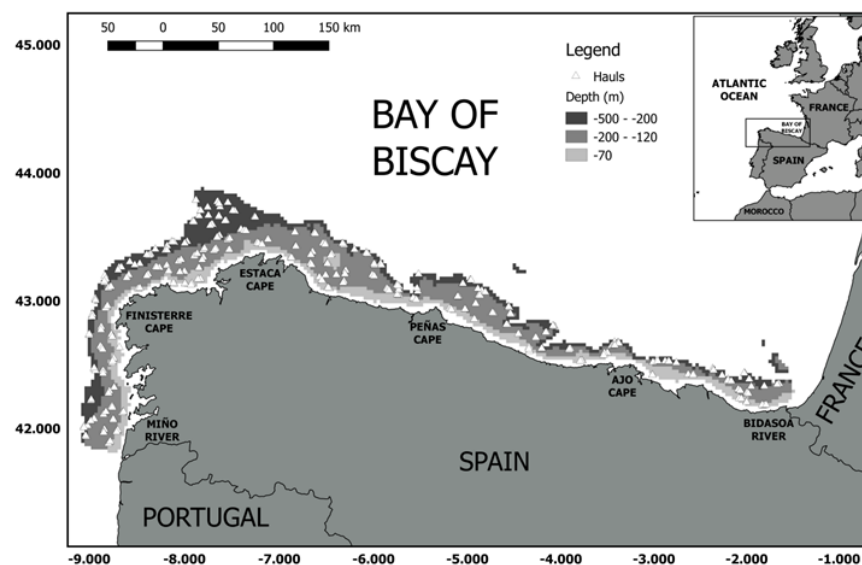 50 0 50 100 150 km
45.000
44.000
43.000
42.000
BAY OF
BISCAY
Legend
Hauls
Depth (m)
-500 - -200
-200 - -120
-70
ATLANTIC
OCEAN
FRANCE
BAY OF
BISCAY
SPAIN
MOROCCO
ESTACA
CAPE
FINISTERRE
CAPE
PEÑAS
CAPE
AJO
CAPE
MIÑO
RIVER
BIDASOA
RIVER
FRANCE
SPAIN
PORTUGAL
-9.000 -8.000 -7.000 -6.000 -5.000 -4.000 -3.000 -2.000 -1.000